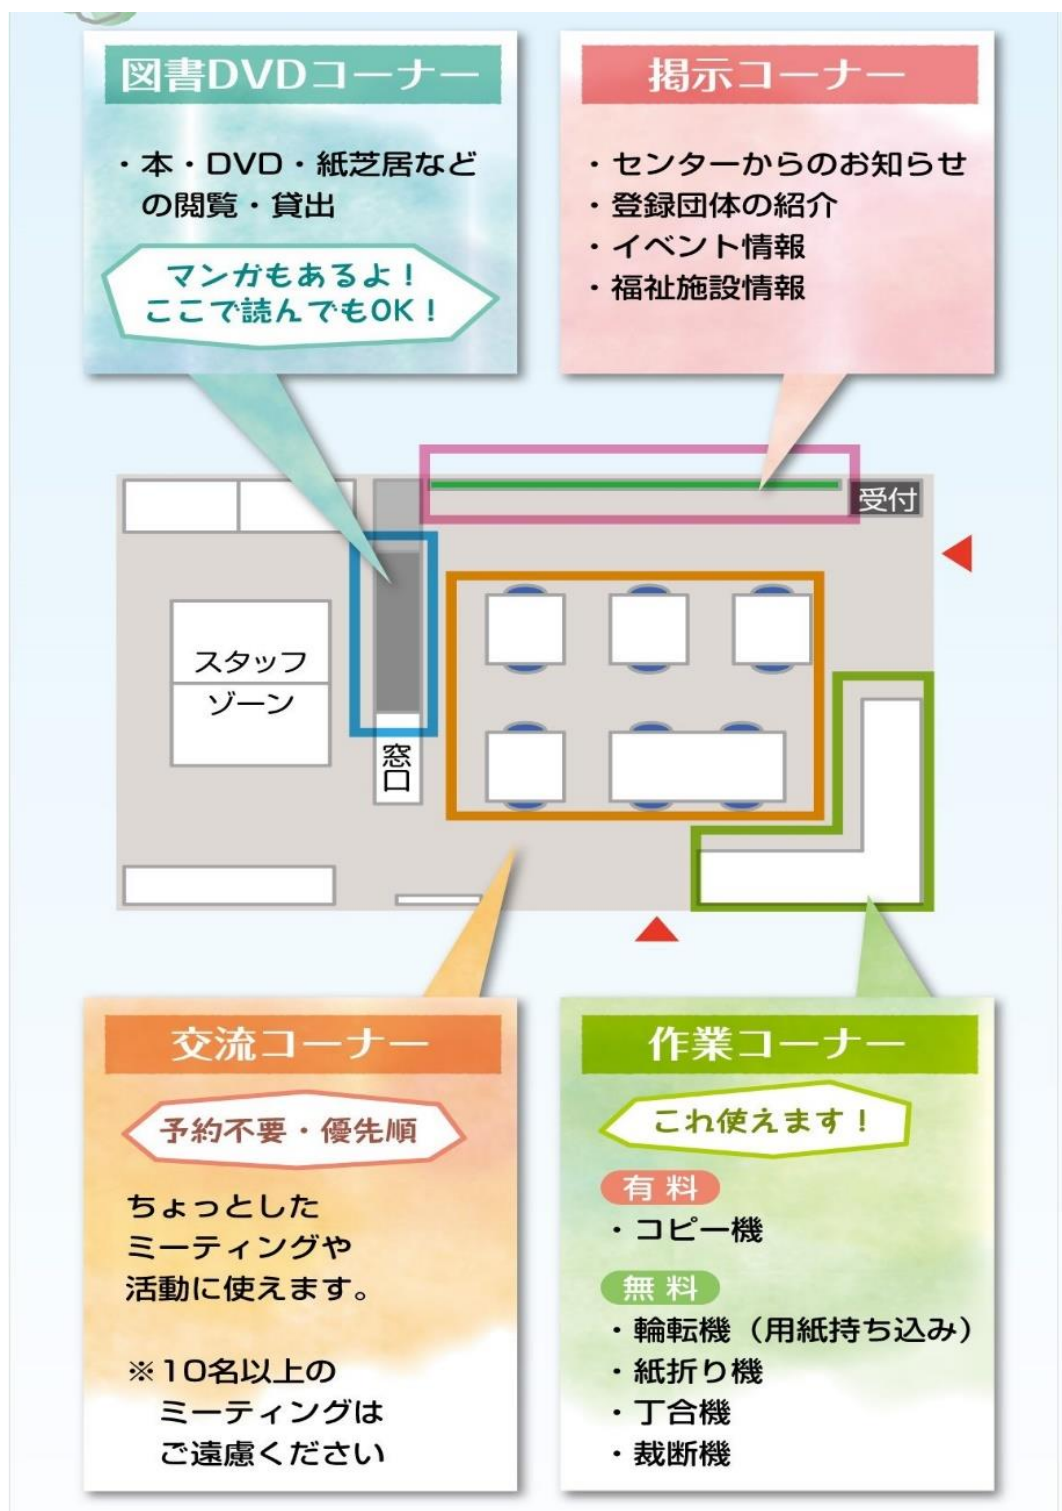 図書DVDコーナー
・本・DVD・紙芝居など
の閲覧・貸出
マンガもあるよ！
ここで読んでもOK！
掲示コーナー
・センターからのお知らせ
・登録団体の紹介
・イベント情報
・福祉施設情報
受付
スタッフ
ゾーン
窓口
交流コーナー
予約不要・優先順
ちょっとした
ミーティングや
活動に使えます。
※10名以上の
ミーティングは
ご遠慮ください
作業コーナー
これ使えます！
有料
・コピー機
無料
・輪転機（用紙持ち込み）
・紙折り機
・丁合機
・裁断機